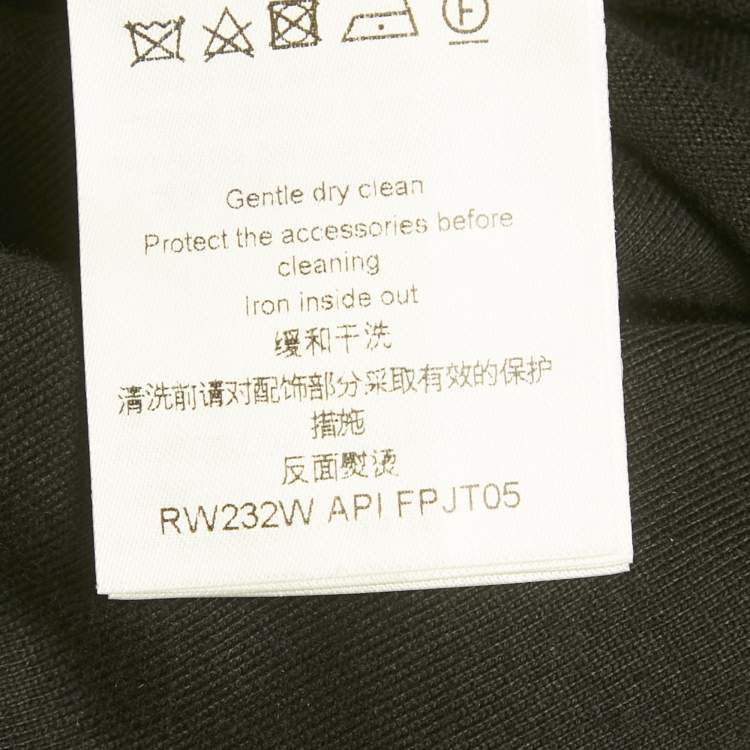 F
Gentle dry clean
Protect the accessories before
cleaning
Iron inside out
缓和干洗
清洗前请对配饰部分采取有效的保护
措施
反面熨烫
RW232W API FPJT05